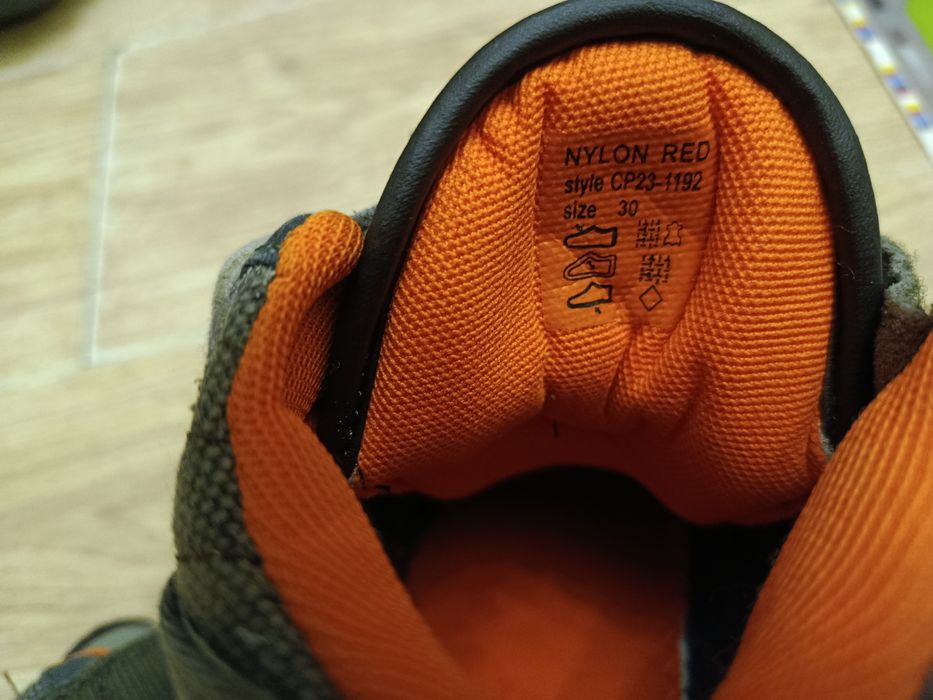 NYLON RED
style CP23-1192
size 30